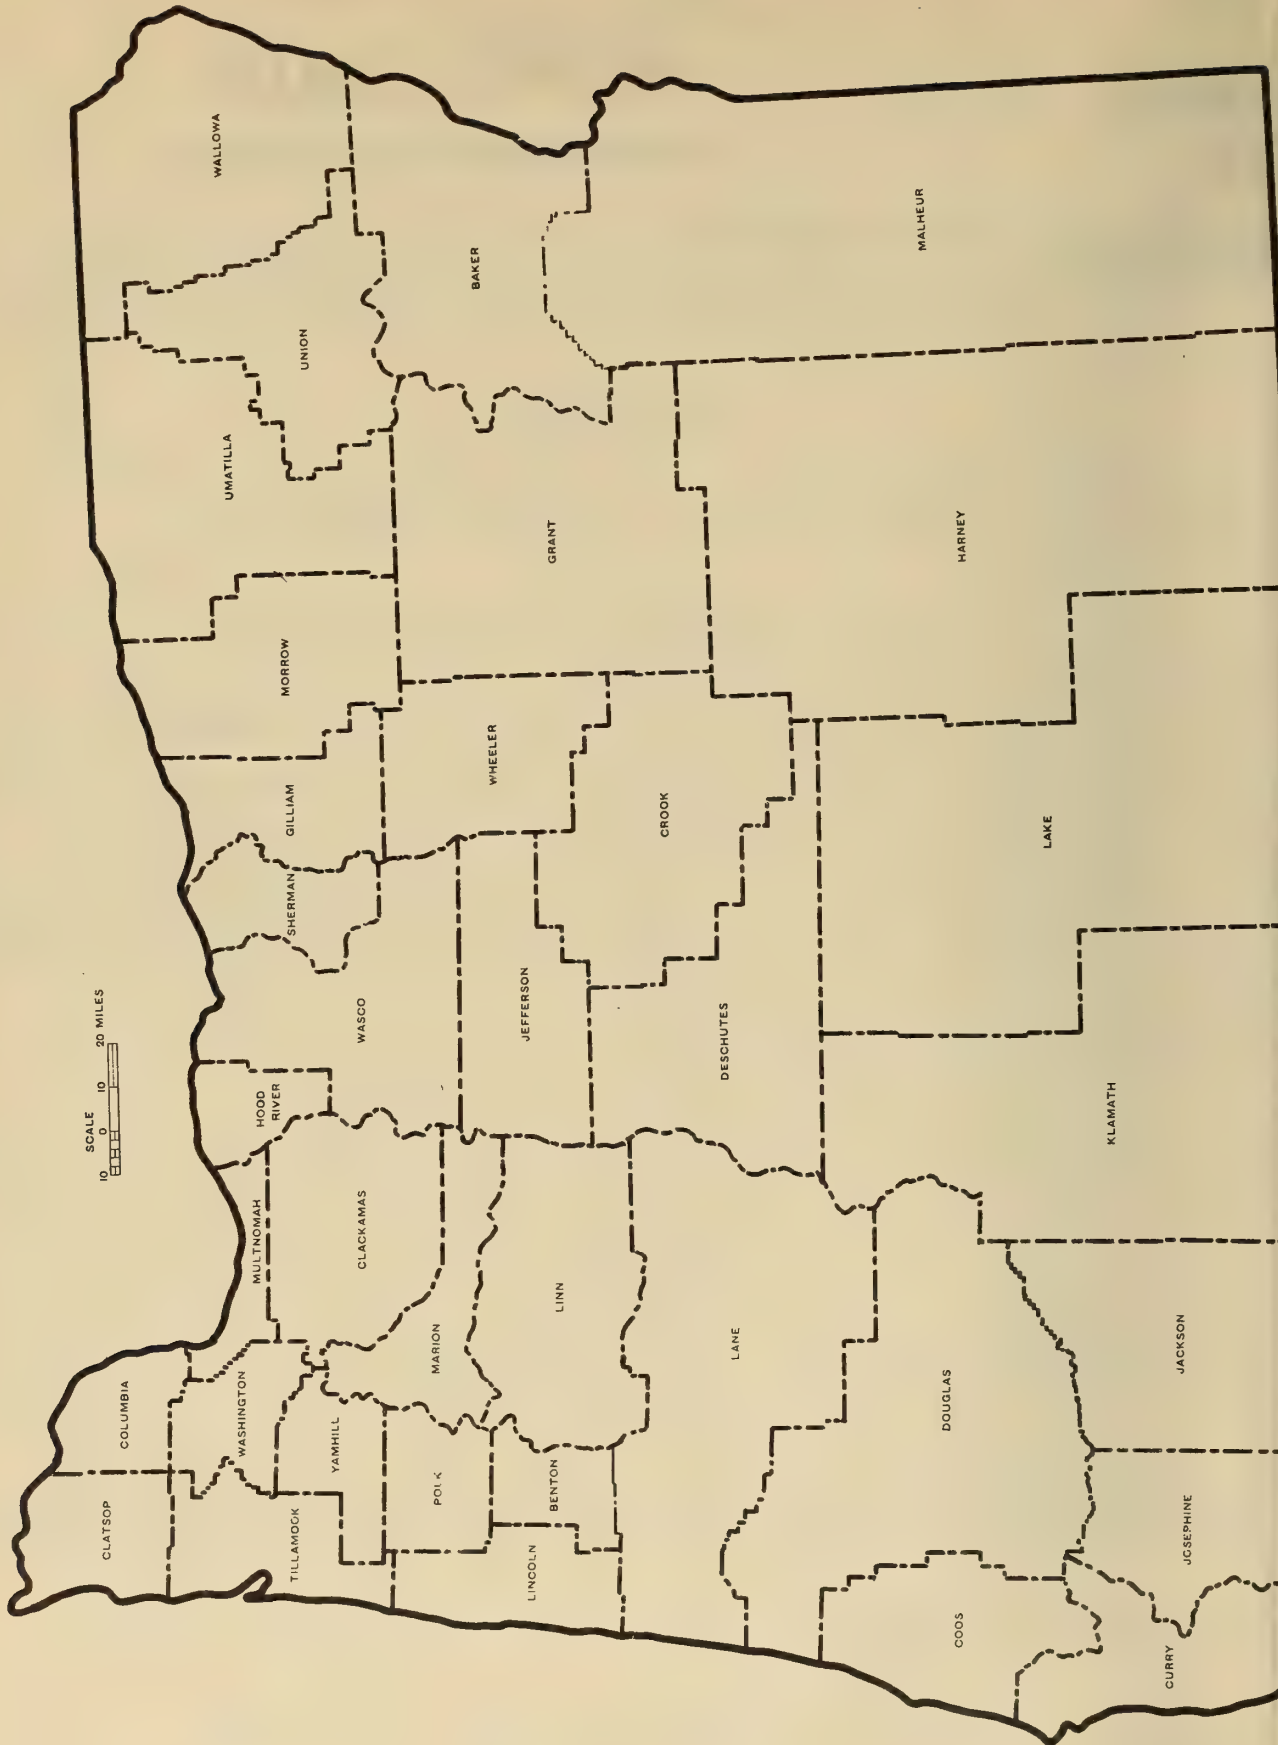 SCALE
10 0 10 20 MILES
CLATSOP
COLUMBIA
TILLAMOOK
WASHINGTON
MULTNOMAH
HOOD
RIVER
YAMHILL
CLACKAMAS
WASCO
SHERMAN
GILLIAM
MORROW
UMATILLA
UNION
WALLOWA
POLK
MARION
LINCOLN
BENTON
LINN
JEFFERSON
WHEELER
GRANT
BAKER
LANE
DESCHUTES
CROOK
COOS
DOUGLAS
LAKE
HARNEY
MALHEUR
CURRY
JOSEPHINE
JACKSON
KLAMATH